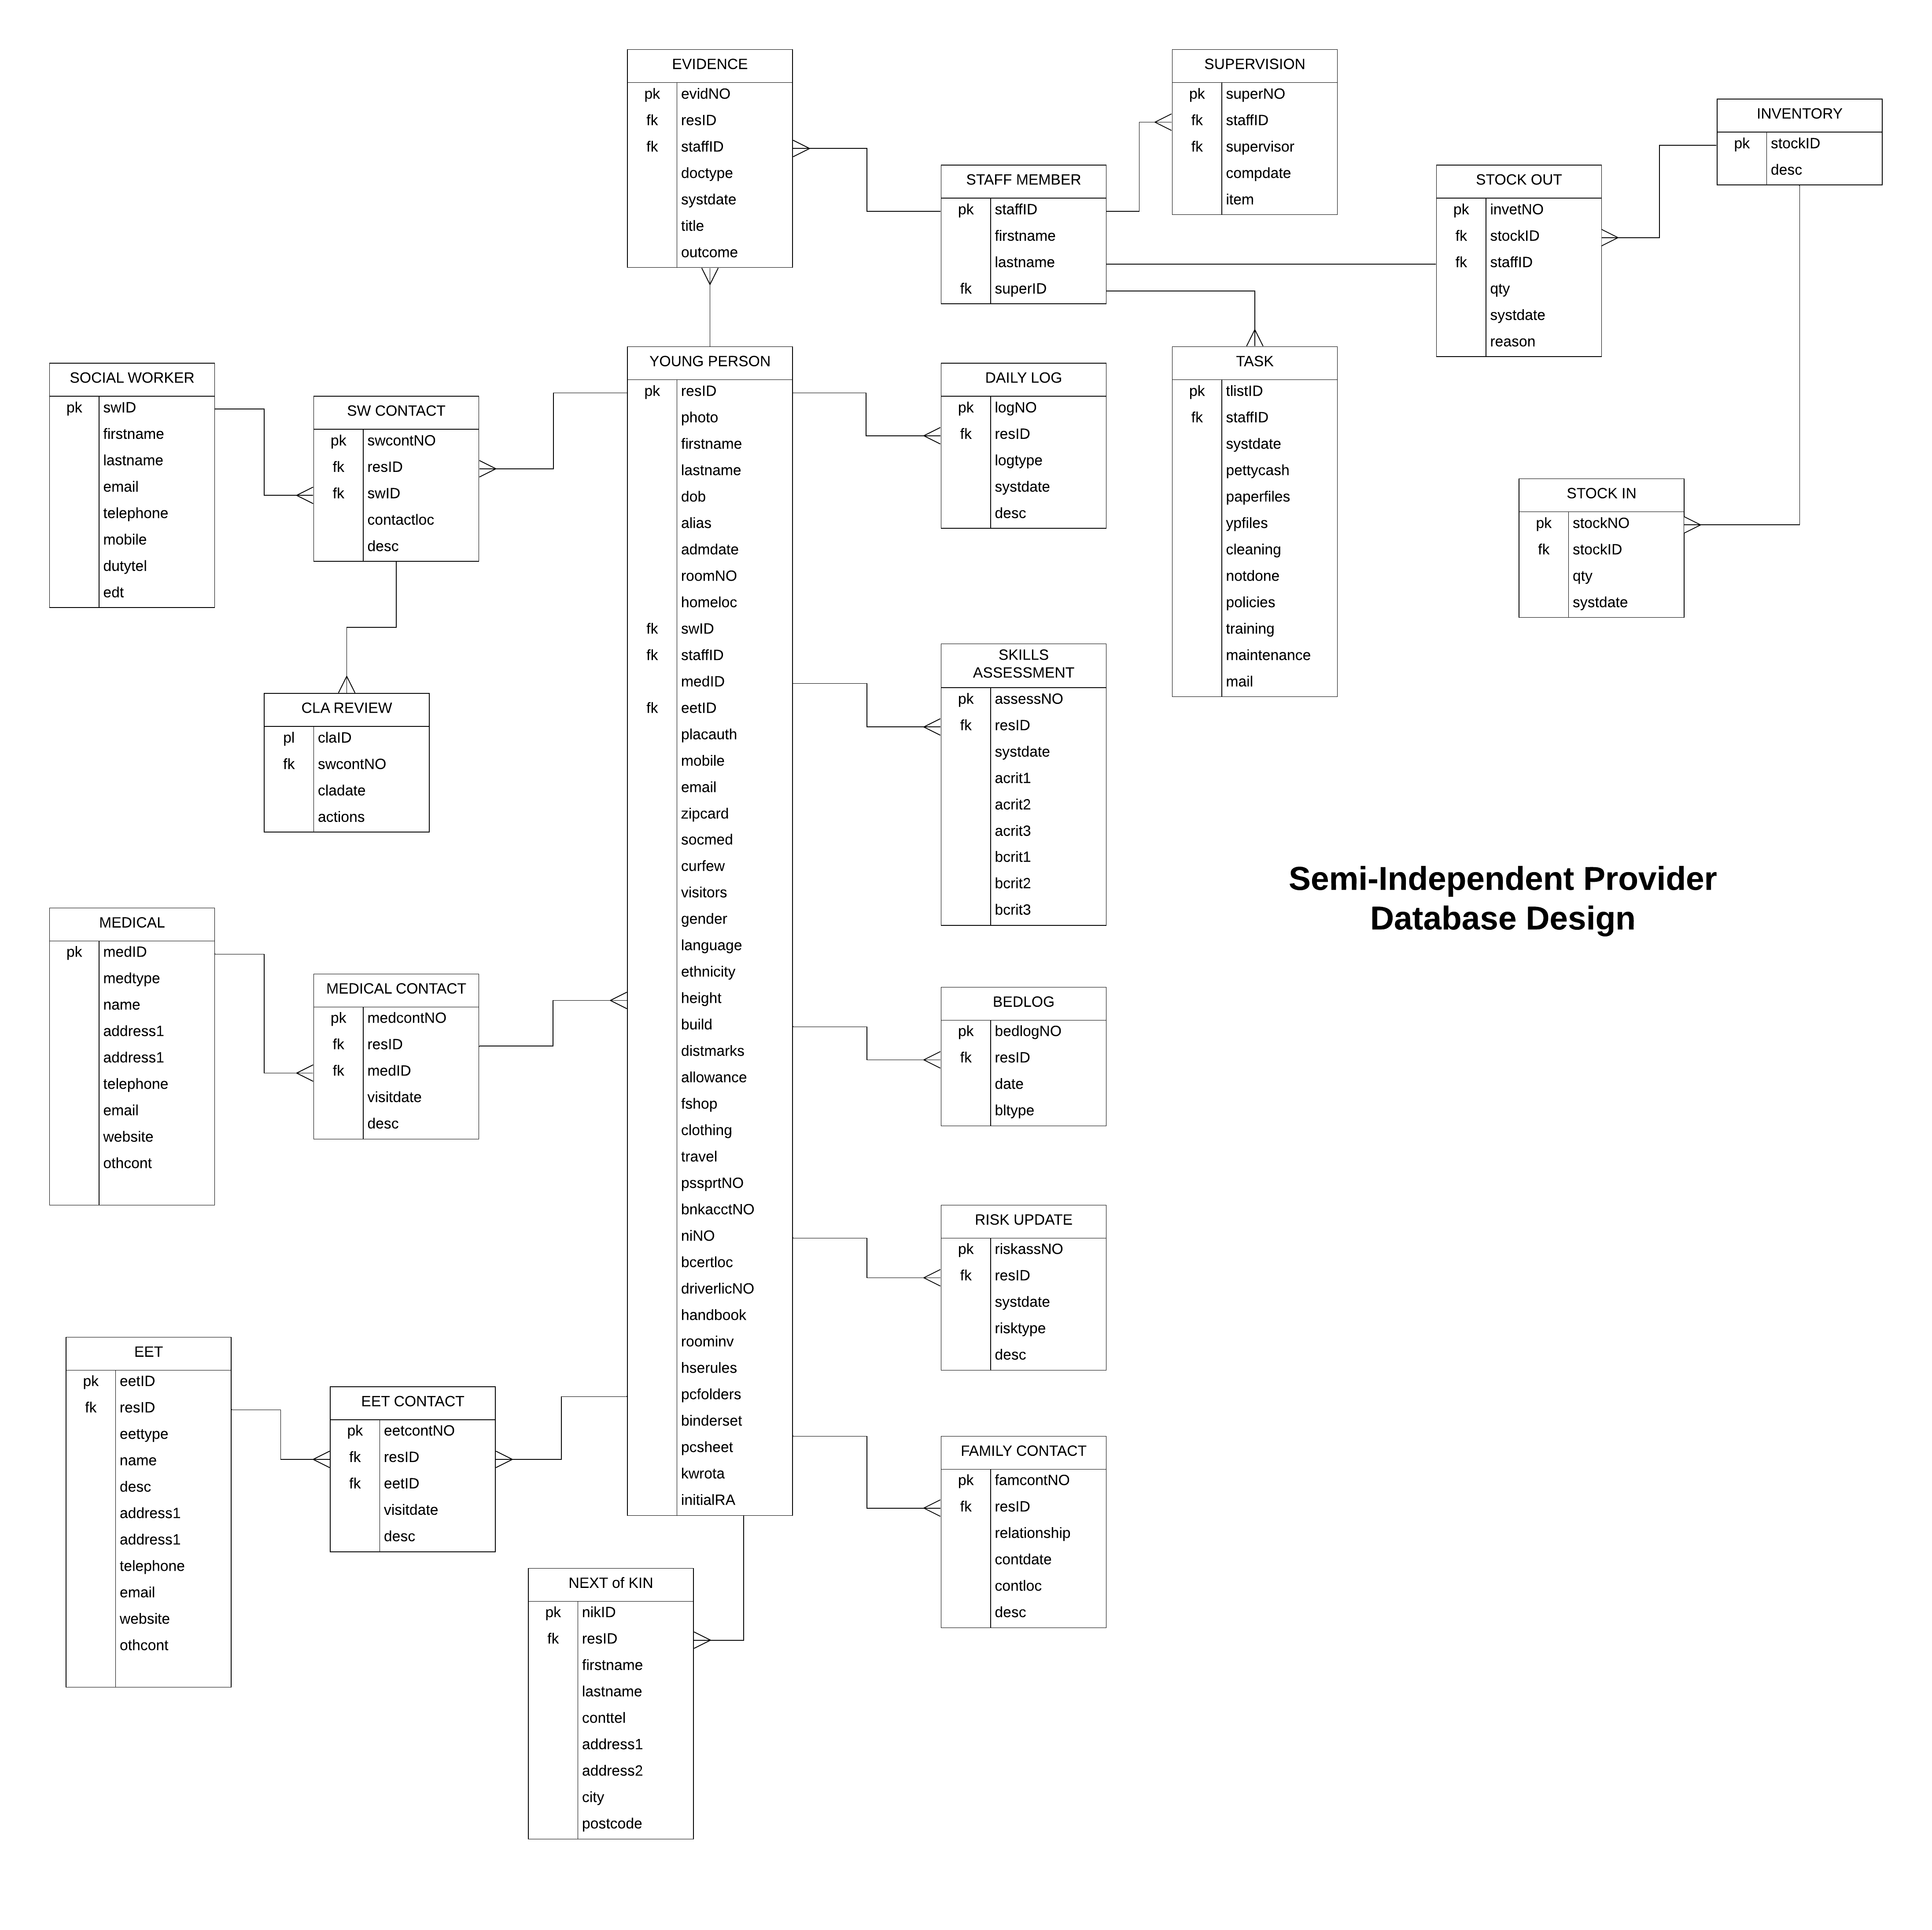 EVIDENCE
pk evidNO
fk resID
fk staffID
doctype
systdate
title
outcome
SUPERVISION
pk superNO
fk staffID
fk supervisor
compdate
item
INVENTORY
pk stockID
desc
STAFF MEMBER
pk staffID
firstname
lastname
fk superID
STOCK OUT
pk invetNO
fk stockID
fk staffID
qty
systdate
reason
SOCIAL WORKER
pk swID
firstname
lastname
email
telephone
mobile
dutytel
edt
SW CONTACT
pk swcontNO
fk resID
fk swID
contactloc
desc
YOUNG PERSON
pk resID
photo
firstname
lastname
dob
alias
admdate
roomNO
homeloc
fk swID
fk staffID
medID
fk eetID
placauth
mobile
email
zipcard
socmed
curfew
visitors
gender
language
ethnicity
height
build
distmarks
allowance
fshop
clothing
travel
pssprtNO
bnkacctNO
niNO
bcertloc
driverlicNO
handbook
roominv
hserules
pcfolders
binderset
pcsheet
kwrota
initialRA
DAILY LOG
pk logNO
fk resID
logtype
systdate
desc
TASK
pk tlistID
fk staffID
systdate
pettycash
paperfiles
ypfiles
cleaning
notdone
policies
training
maintenance
mail
STOCK IN
pk stockNO
fk stockID
qty
systdate
CLA REVIEW
pl claID
fk swcontNO
cladate
actions
SKILLS
ASSESSMENT
pk assessNO
fk resID
systdate
acrit1
acrit2
acrit3
bcrit1
bcrit2
bcrit3
Semi-Independent Provider
Database Design
MEDICAL
pk medID
medtype
name
address1
address1
telephone
email
website
othcont
MEDICAL CONTACT
pk medcontNO
fk resID
fk medID
visitdate
desc
BEDLOG
pk bedlogNO
fk resID
date
bltype
RISK UPDATE
pk riskassNO
fk resID
systdate
risktype
desc
EET
pk eetID
fk resID
eettype
name
desc
address1
address1
telephone
email
website
othcont
EET CONTACT
pk eetcontNO
fk resID
fk eetID
visitdate
desc
FAMILY CONTACT
pk famcontNO
fk resID
relationship
contdate
contloc
desc
NEXT of KIN
pk nikID
fk resID
firstname
lastname
conttel
address1
address2
city
postcode